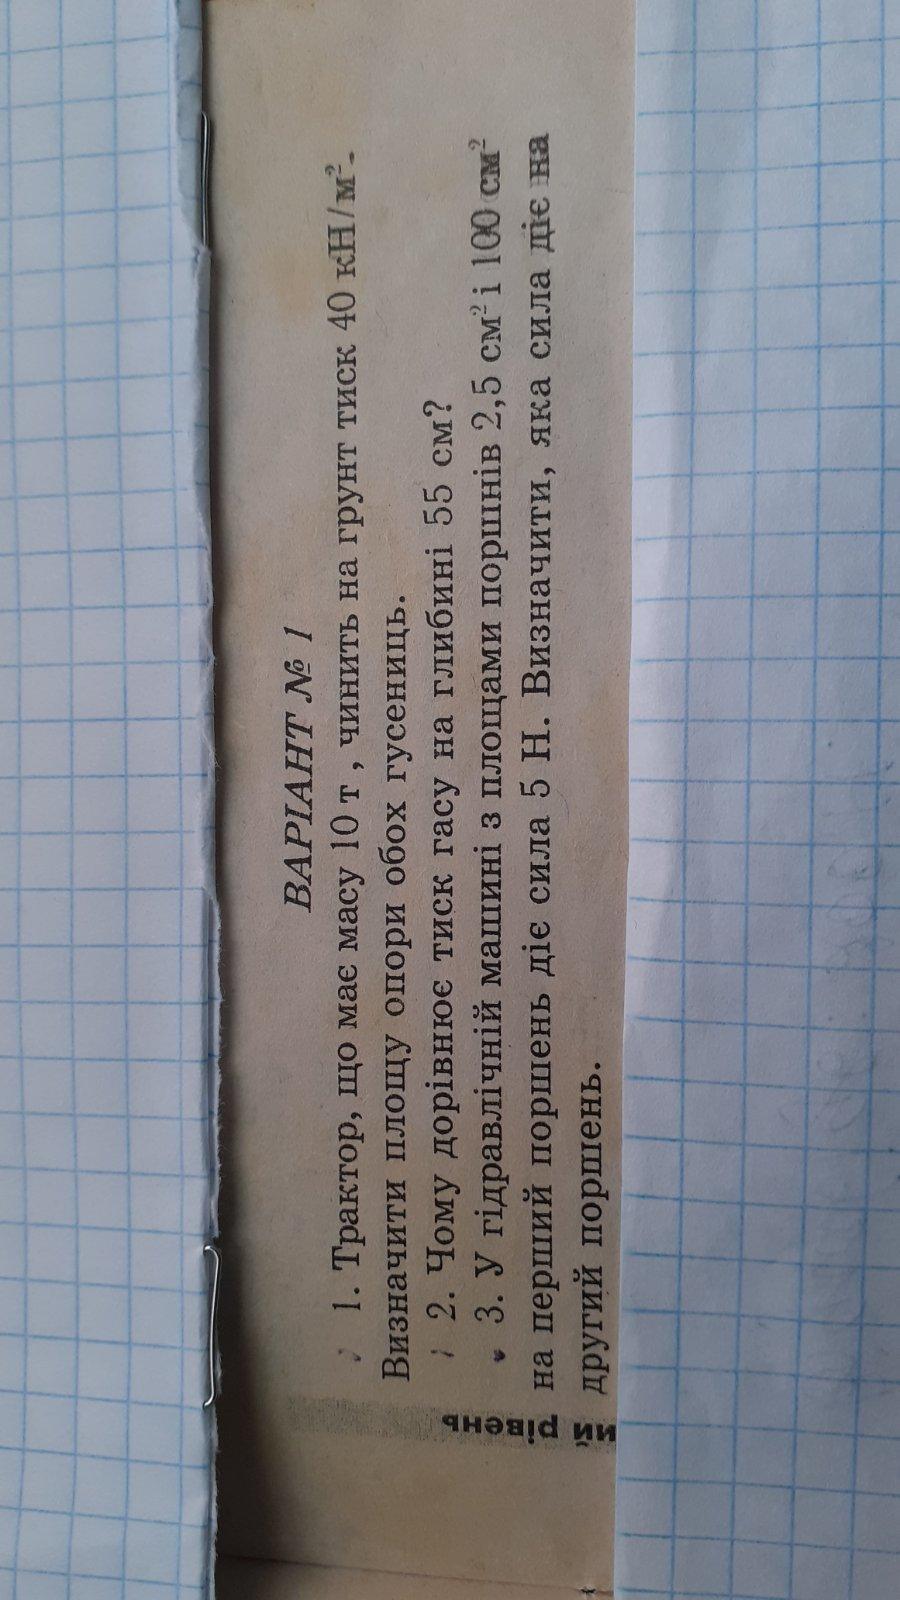 ВАРІАНТ № 1
1. Трактор, що має масу 10 т , чинить на грунт тиск 40 кН/м².
Визначити площу опори обох гусениць.
2. Чому дорівнює тиск гасу на глибині 55 см?
3. У гідравлічній машині з площами поршнів 2,5 см² і 100 см²
на перший поршень діє сила 5 Н. Визначити, яка сила діє на
другий поршень.
ий рівень